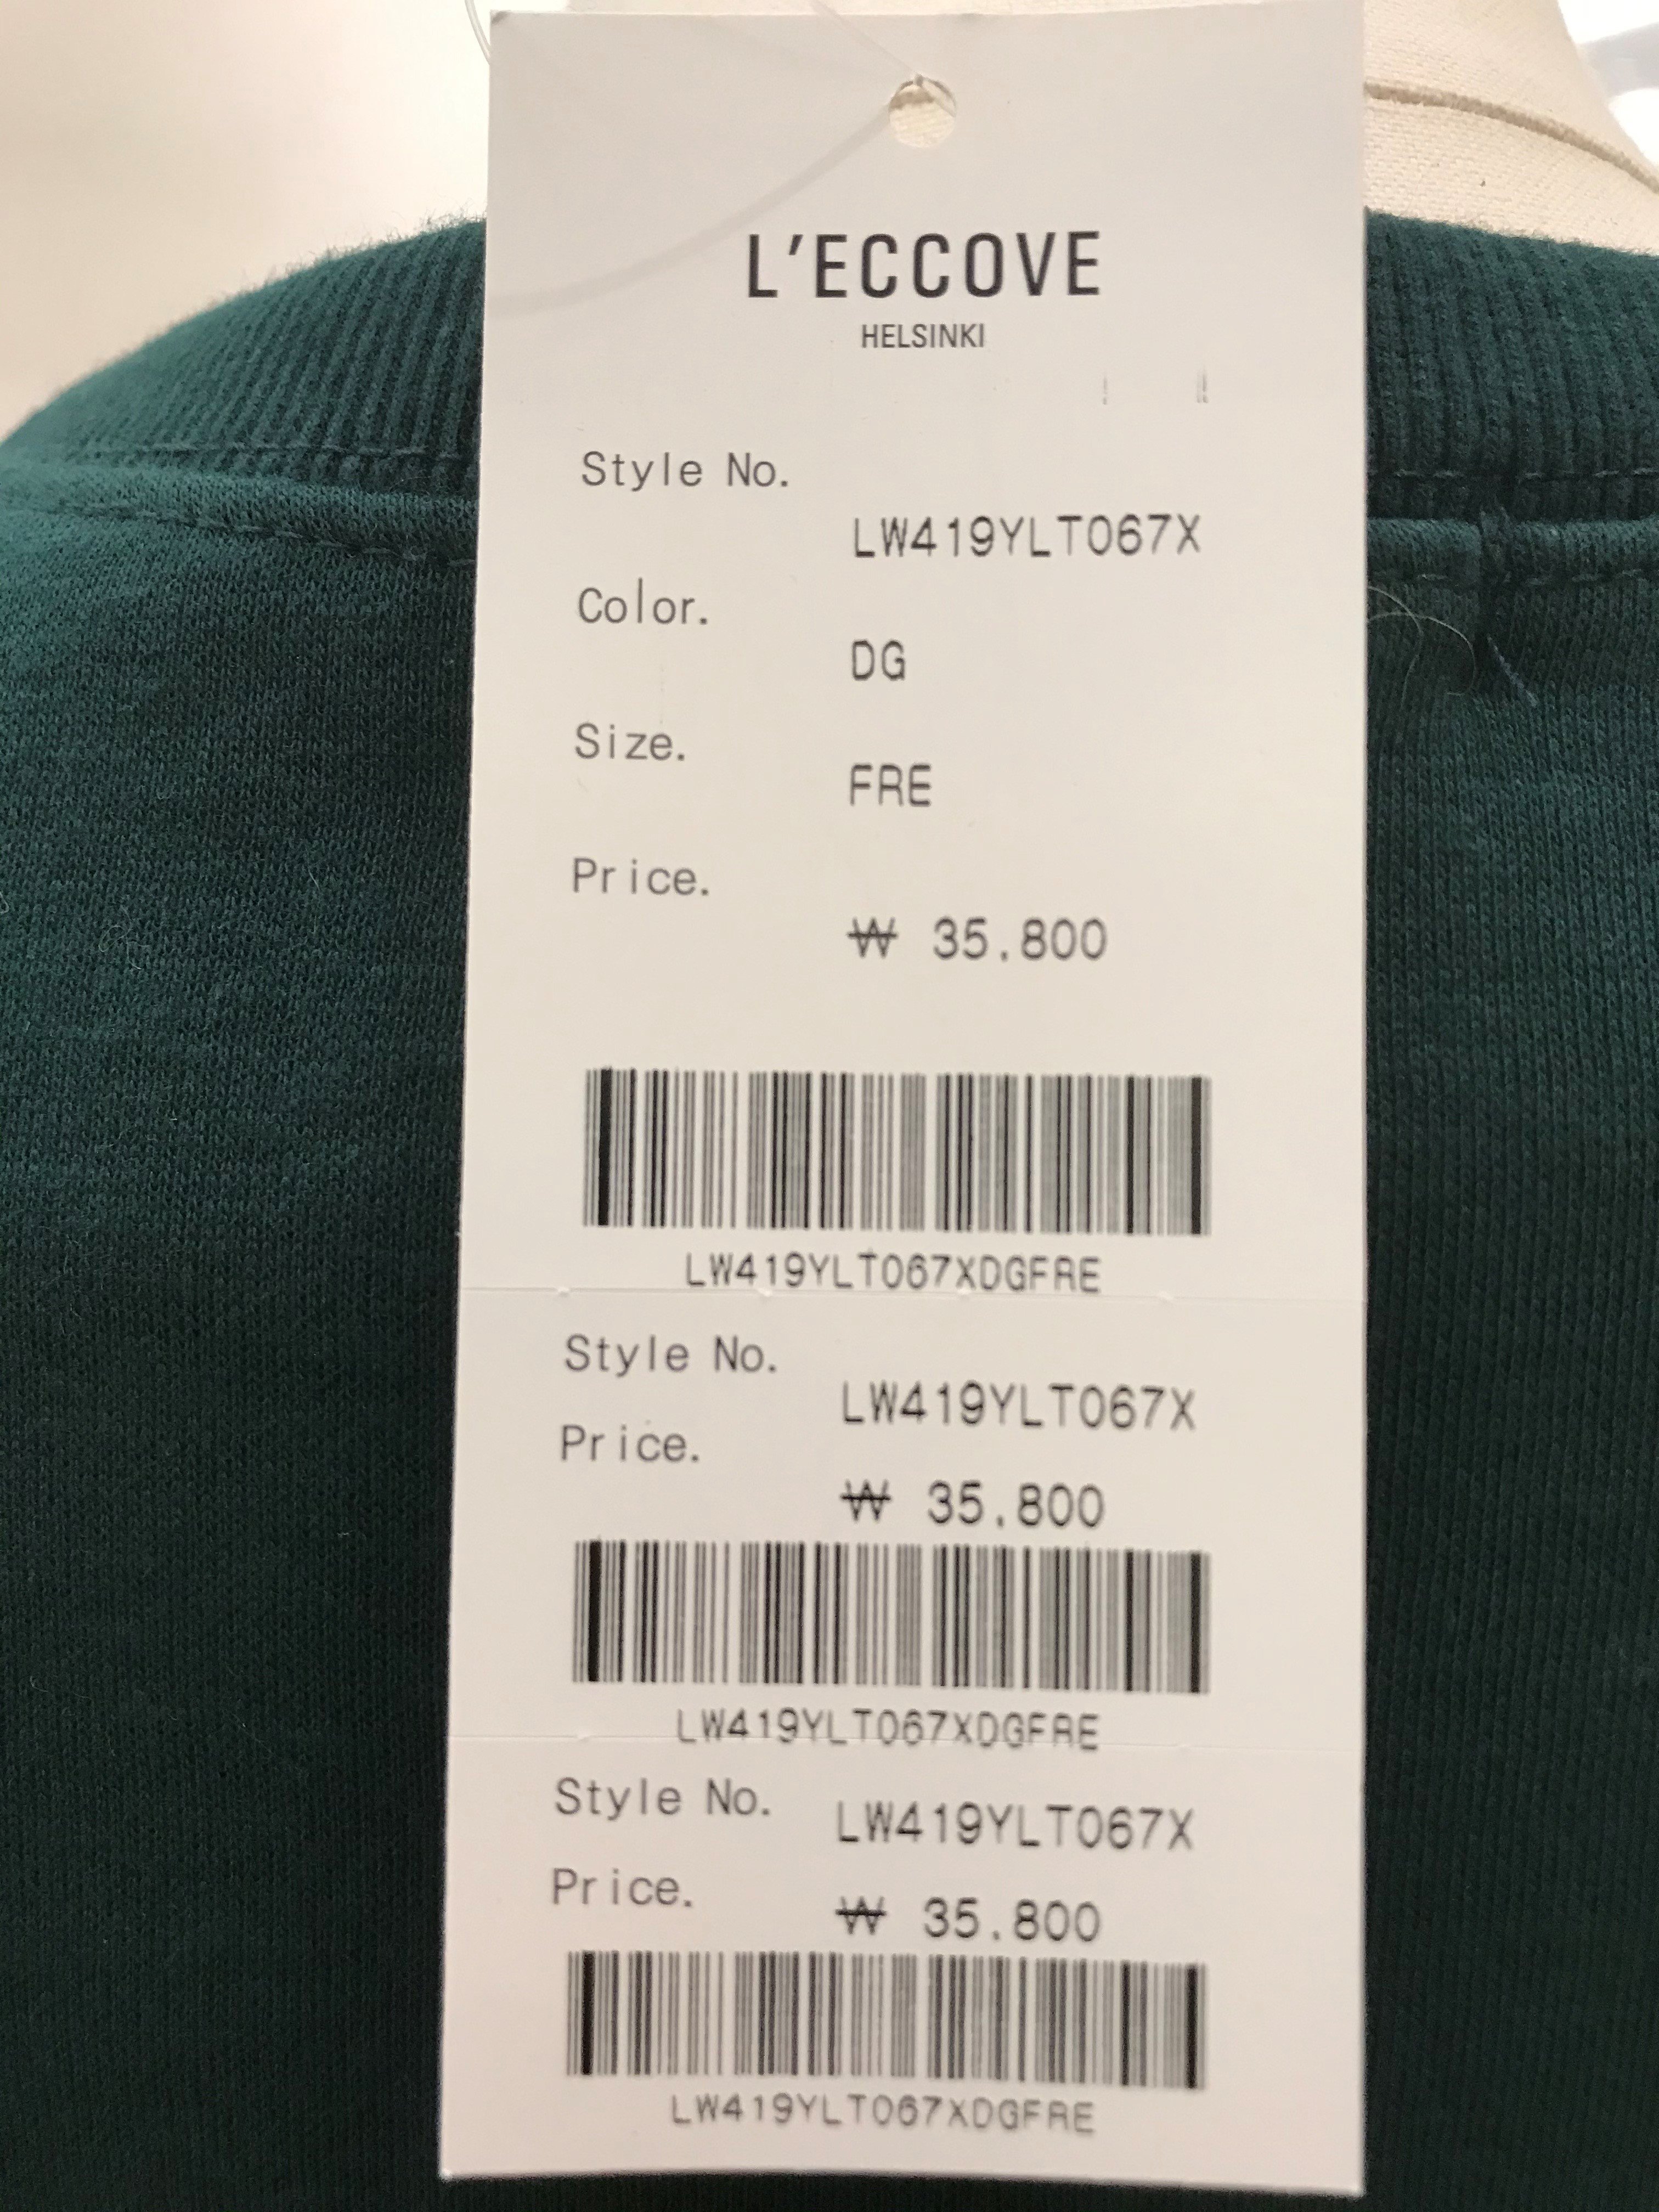 L'ECCOVE
HELSINKI
Style No.
LW419YLT067X
Color.
DG
Size.
FRE
Price.
₩ 35,800
LW419YLT067XDGFRE
Style No.
LW419YLT067X
Price.
₩ 35,800
LW419YLT067XDGFRE
Style No. LW419YLT067X
Price.
₩ 35,800
LW419YLT067XDGFRE